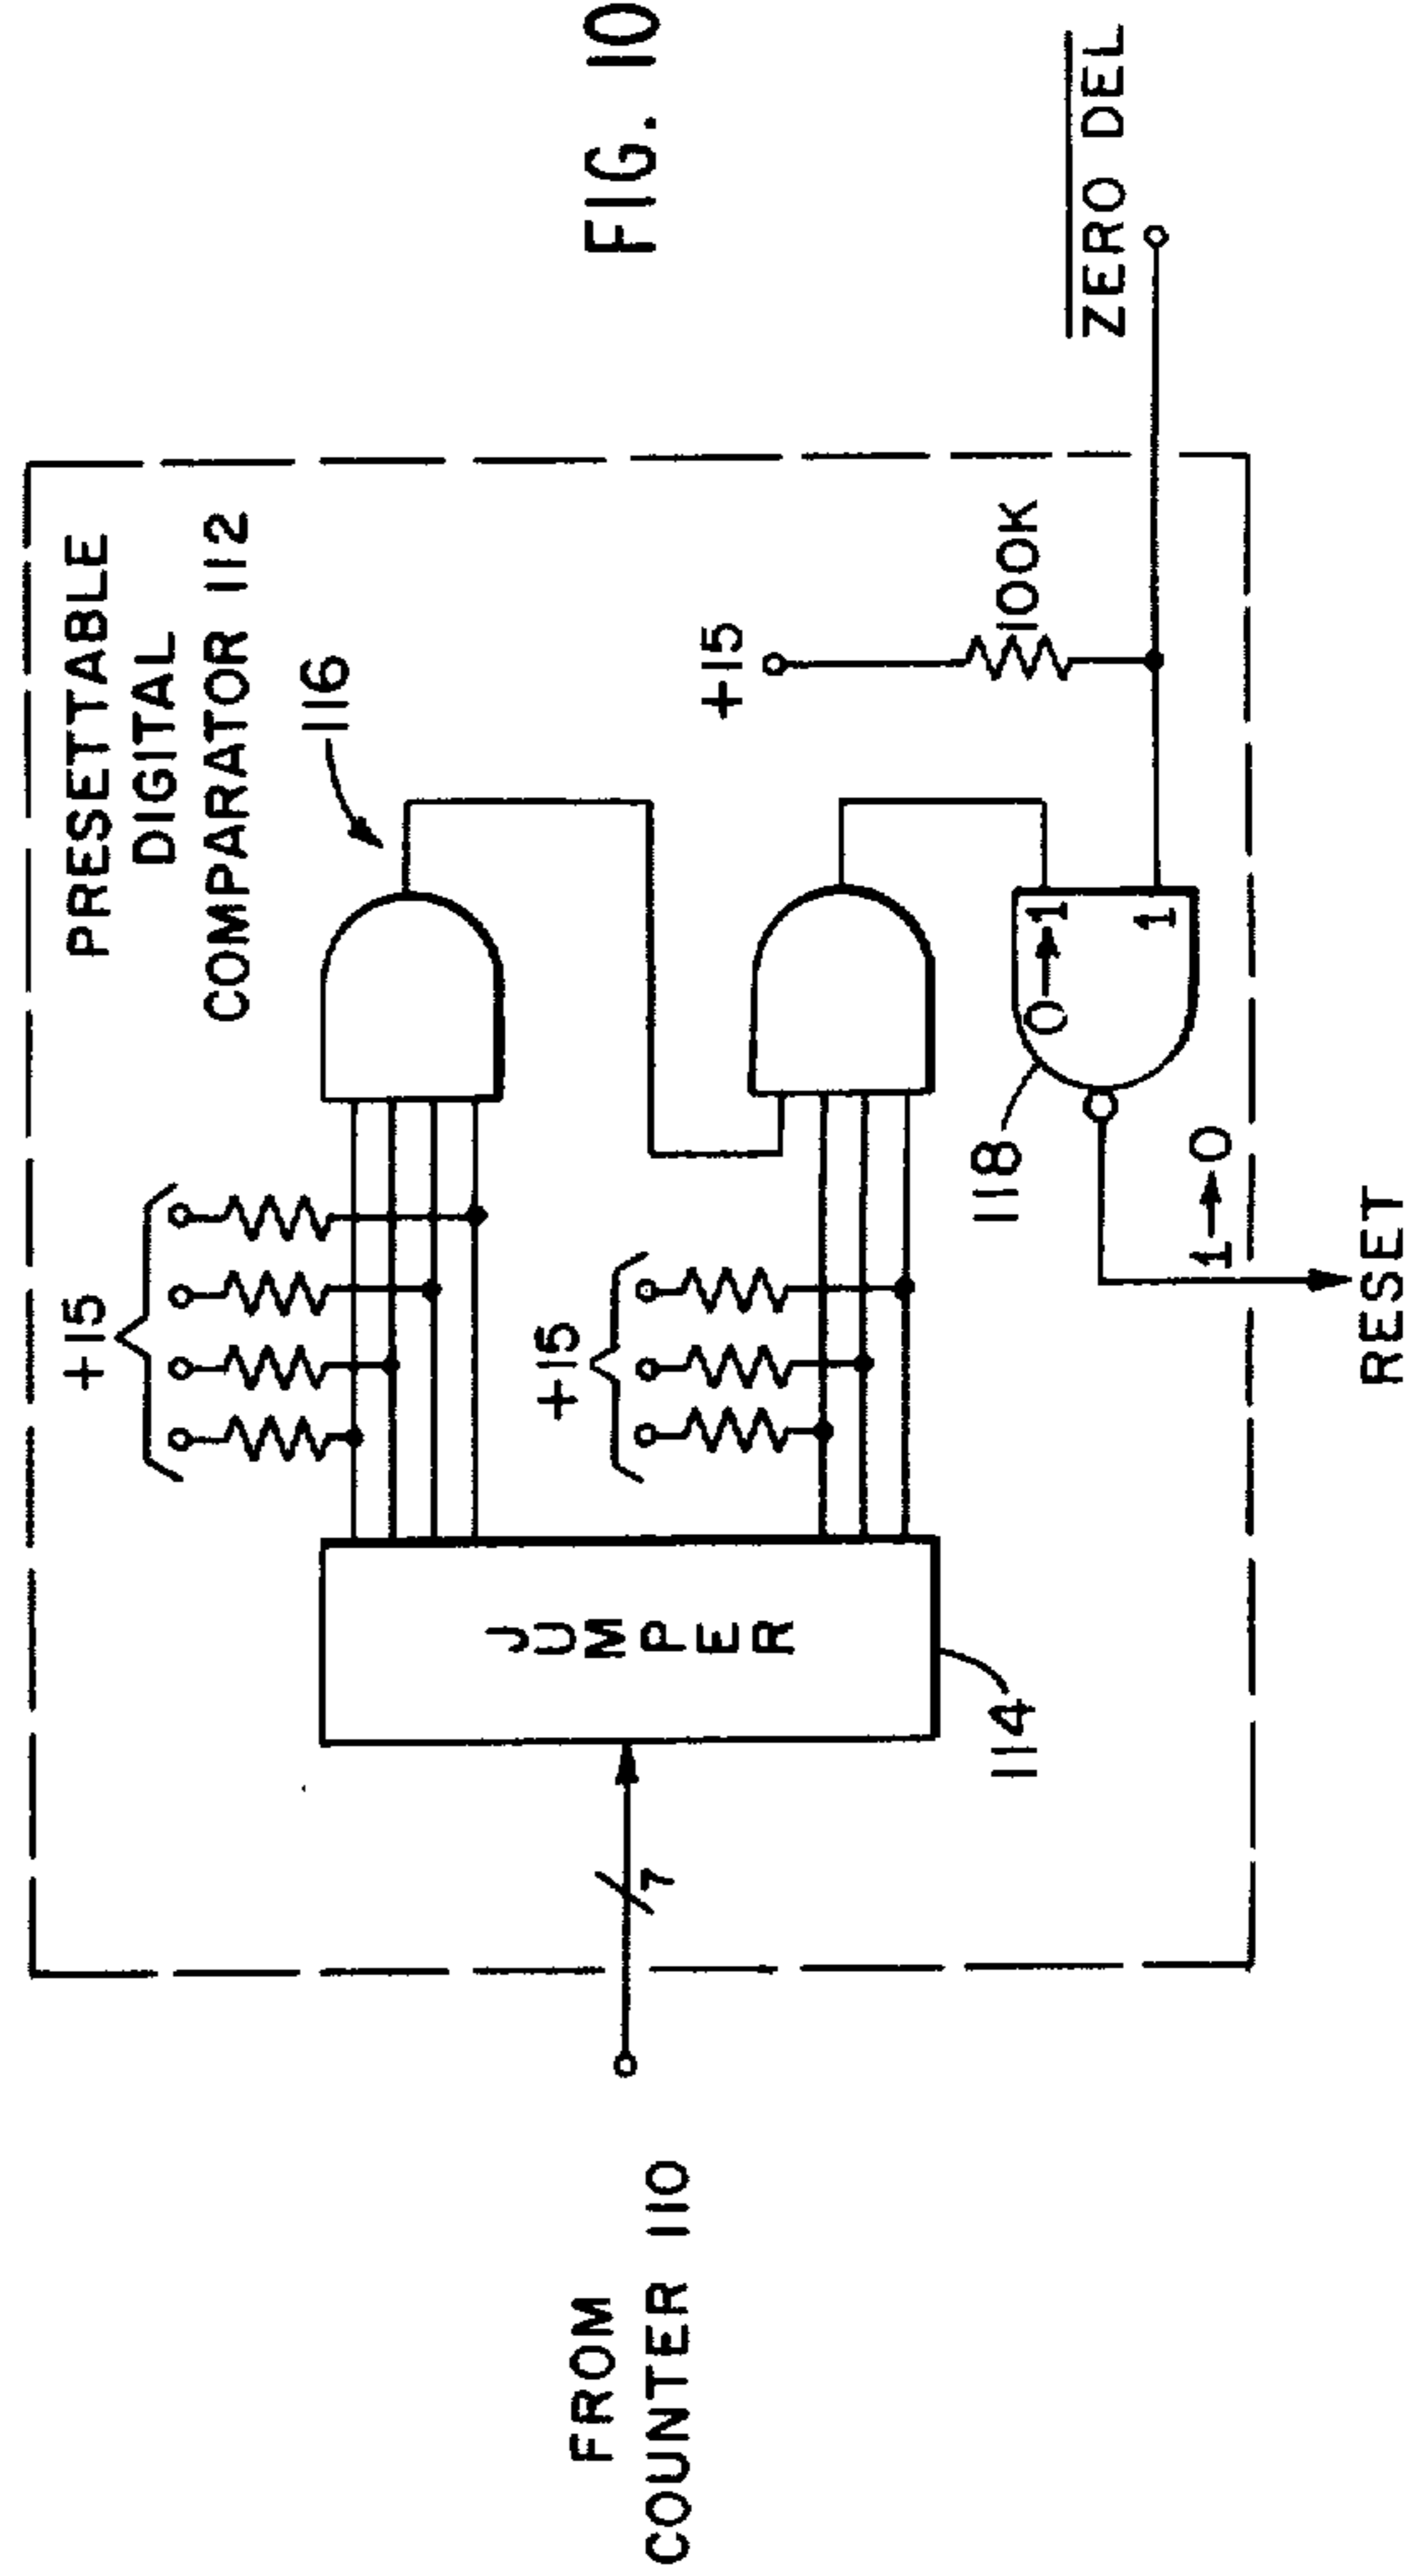 PRESETTABLE
DIGITAL
COMPARATOR 112
116
+15
+15
+15
100K
JUMPER
114
7
FROM
COUNTER 110
118
0→1
1
1→0
RESET
ZERO DEL
FIG. 10